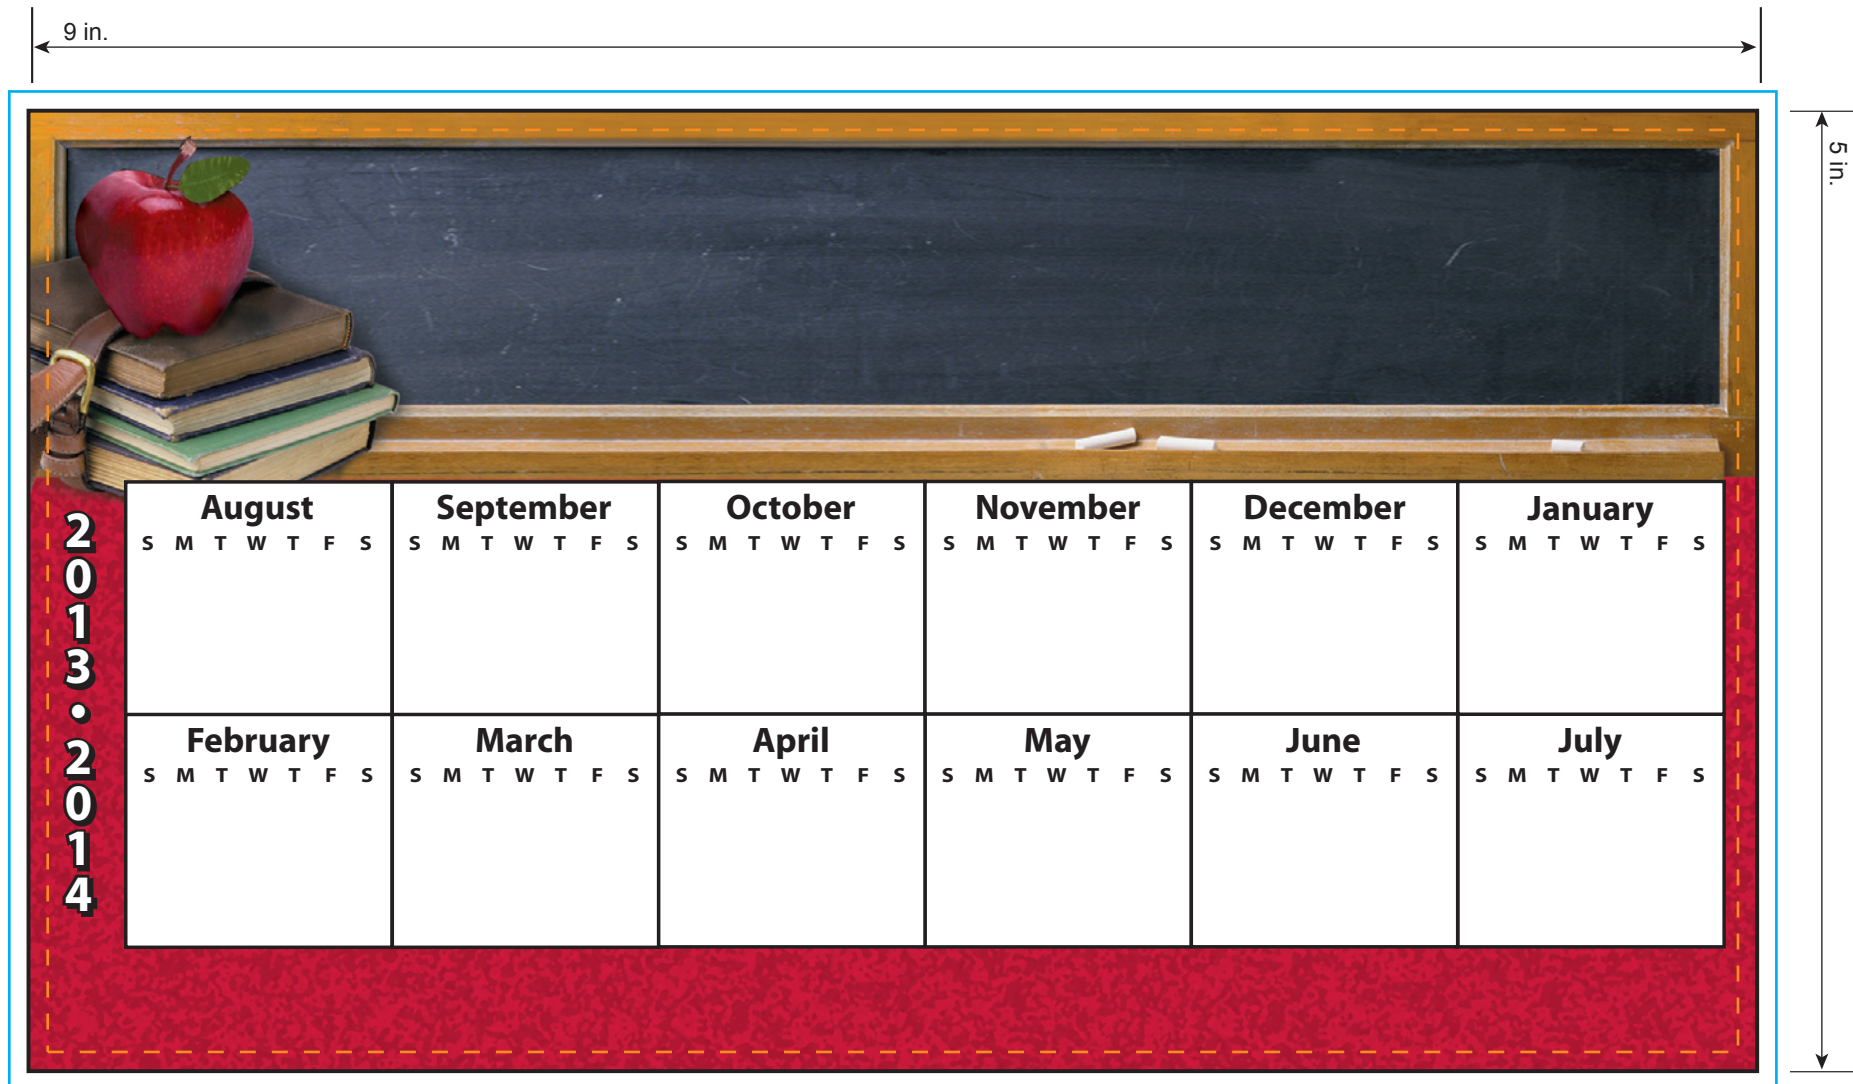 9 in.
5 in.
2013•2014
August September October November December January
S M T W T F S S M T W T F S S M T W T F S S M T W T F S S M T W T F S S M T W T F S
February March April May June July
S M T W T F S S M T W T F S S M T W T F S S M T W T F S S M T W T F S S M T W T F S